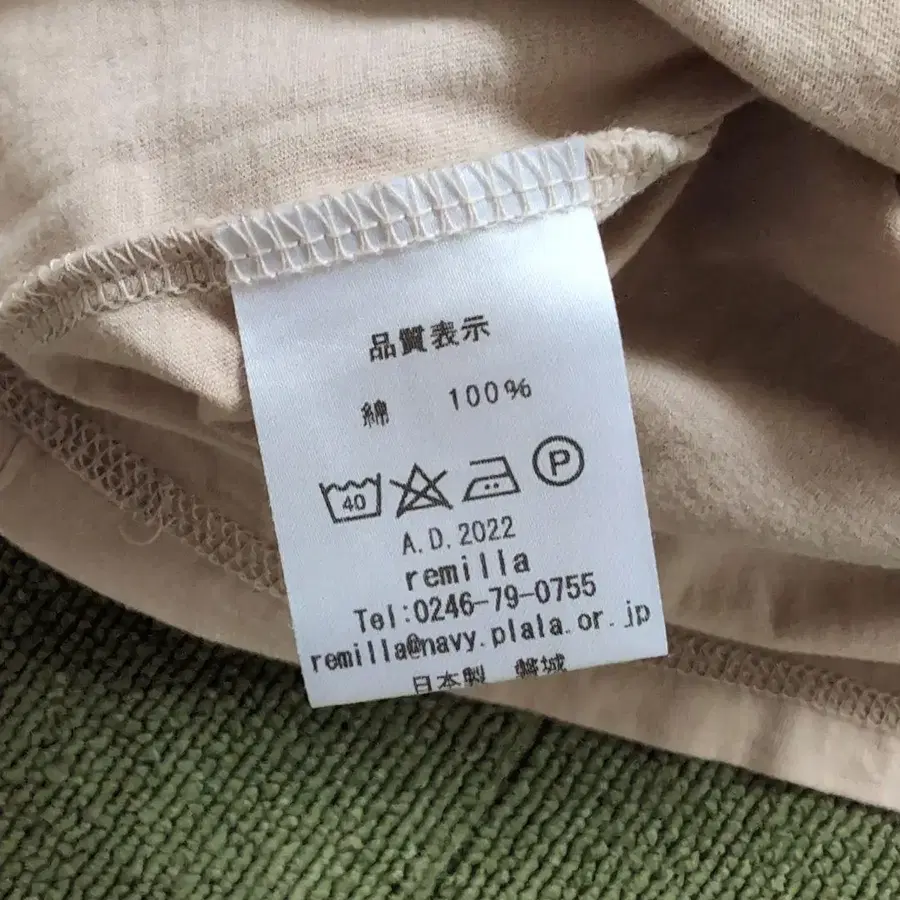 品質表示
綿 100%
40 P
A.D.2022
remilla
Tel:0246-79-0755
remilla@navy.plala.or.jp
日本製 磐城